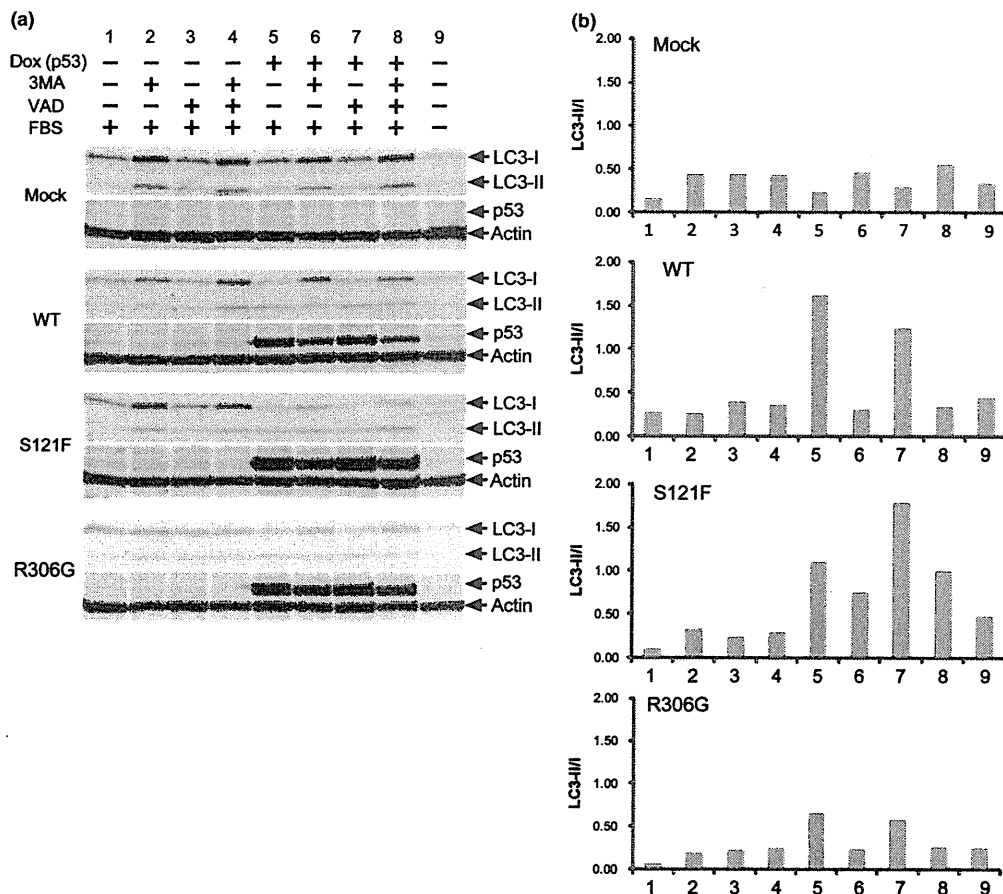 (a)
1 2 3 4 5 6 7 8 9
Dox (p53) − − − − + + + + −
3MA − + − + − + − + −
VAD − − + + − − + + −
FBS + + + + + + + + −
Mock
LC3-I
LC3-II
p53
Actin
WT
LC3-I
LC3-II
p53
Actin
S121F
LC3-I
LC3-II
p53
Actin
R306G
LC3-I
LC3-II
p53
Actin
(b)
Mock
LC3-II/I
2.00
1.50
1.00
0.50
0.00
1 2 3 4 5 6 7 8 9
WT
LC3-II/I
2.00
1.50
1.00
0.50
0.00
1 2 3 4 5 6 7 8 9
S121F
LC3-II/I
2.00
1.50
1.00
0.50
0.00
1 2 3 4 5 6 7 8 9
R306G
LC3-II/I
2.00
1.50
1.00
0.50
0.00
1 2 3 4 5 6 7 8 9